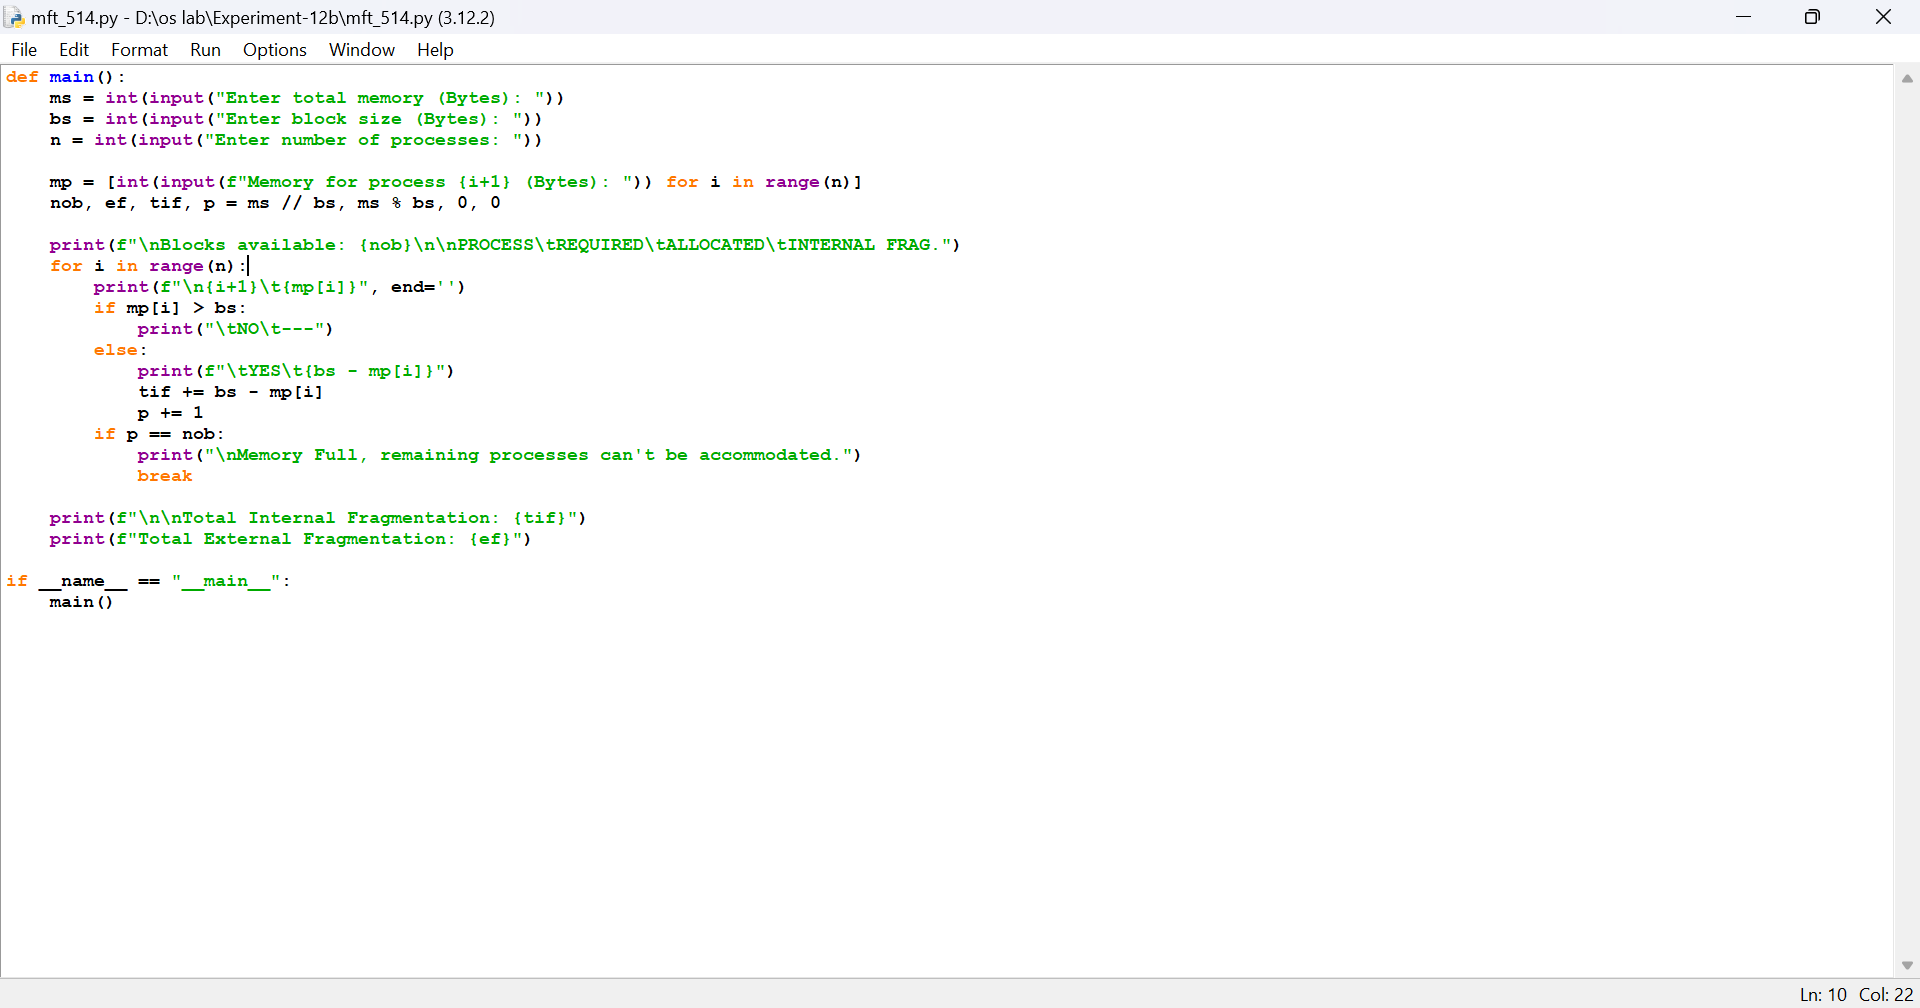 mft_514.py - D:\os lab\Experiment-12b\mft_514.py (3.12.2)
File Edit Format Run Options Window Help
def main():
    ms = int(input("Enter total memory (Bytes): "))
    bs = int(input("Enter block size (Bytes): "))
    n = int(input("Enter number of processes: "))

    mp = [int(input(f"Memory for process {i+1} (Bytes): ")) for i in range(n)]
    nob, ef, tif, p = ms // bs, ms % bs, 0, 0

    print(f"\nBlocks available: {nob}\n\nPROCESS\tREQUIRED\tALLOCATED\tINTERNAL FRAG.")
    for i in range(n):
        print(f"\n{i+1}\t{mp[i]}", end='')
        if mp[i] > bs:
            print("\tNO\t---")
        else:
            print(f"\tYES\t{bs - mp[i]}")
            tif += bs - mp[i]
            p += 1
        if p == nob:
            print("\nMemory Full, remaining processes can't be accommodated.")
            break

    print(f"\n\nTotal Internal Fragmentation: {tif}")
    print(f"Total External Fragmentation: {ef}")

if __name__ == "__main__":
    main()
Ln: 10 Col: 22